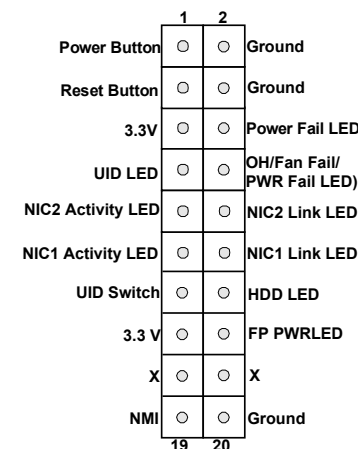 1 2
Power Button Ground
Reset Button Ground
3.3V Power Fail LED
UID LED OH/Fan Fail/
PWR Fail LED)
NIC2 Activity LED NIC2 Link LED
NIC1 Activity LED NIC1 Link LED
UID Switch HDD LED
3.3 V FP PWRLED
X X
NMI Ground
19 20